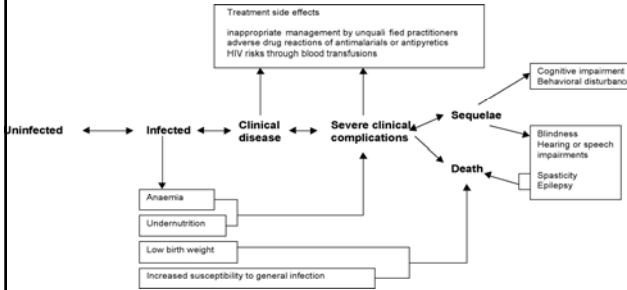 Treatment side effects
inappropriate management by unquali fied practitioners
adverse drug reactions of antimalarials or antipyretics
HIV risks through blood transfusions
Cognitive impairment
Behavioral disturbanc
Uninfected
Infected
Clinical
disease
Severe clinical
complications
Sequelae
Blindness
Hearing or speech
impairments
Spasticity
Epilepsy
Death
Anaemia
Undernutrition
Low birth weight
Increased susceptibility to general infection